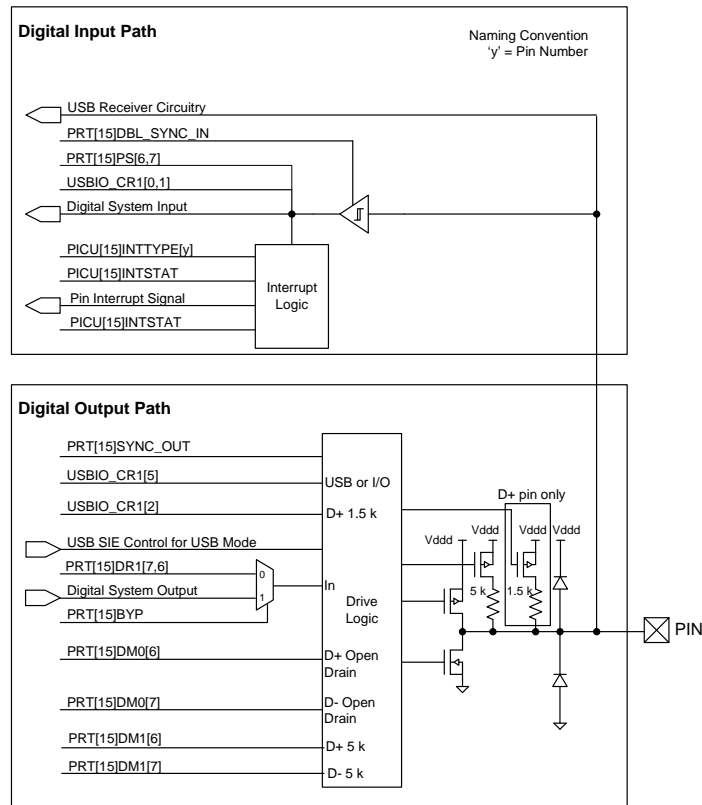 Digital Input Path
Naming Convention
'y' = Pin Number
USB Receiver Circuitry
PRT[15]DBL_SYNC_IN
PRT[15]PS[6,7]
USBIO_CR1[0,1]
Digital System Input
PICU[15]INTTYPE[y]
PICU[15]INTSTAT
Pin Interrupt Signal
PICU[15]INTSTAT
Interrupt
Logic
Digital Output Path
PRT[15]SYNC_OUT
USBIO_CR1[5]
USB or I/O
USBIO_CR1[2]
D+ 1.5 k
D+ pin only
USB SIE Control for USB Mode
Vddd
Vddd
Vddd
Vddd
PRT[15]DR1[7,6]
0
Digital System Output
1
In
5 k
1.5 k
PRT[15]BYP
Drive
Logic
PIN
PRT[15]DM0[6]
D+ Open
Drain
PRT[15]DM0[7]
D- Open
Drain
PRT[15]DM1[6]
D+ 5 k
PRT[15]DM1[7]
D- 5 k